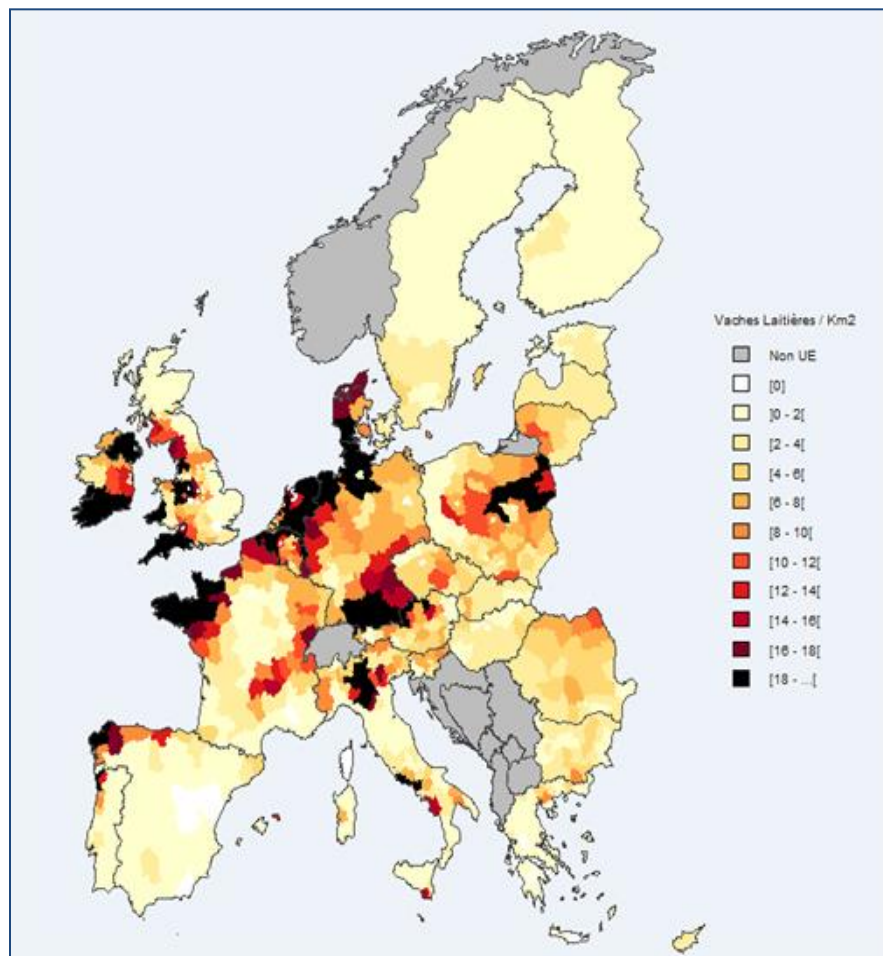 Vaches Laitières / Km2
Non UE
[0]
]0 - 2[
[2 - 4[
[4 - 6[
[6 - 8[
[8 - 10[
[10 - 12[
[12 - 14[
[14 - 16[
[16 - 18[
[18 - ...[